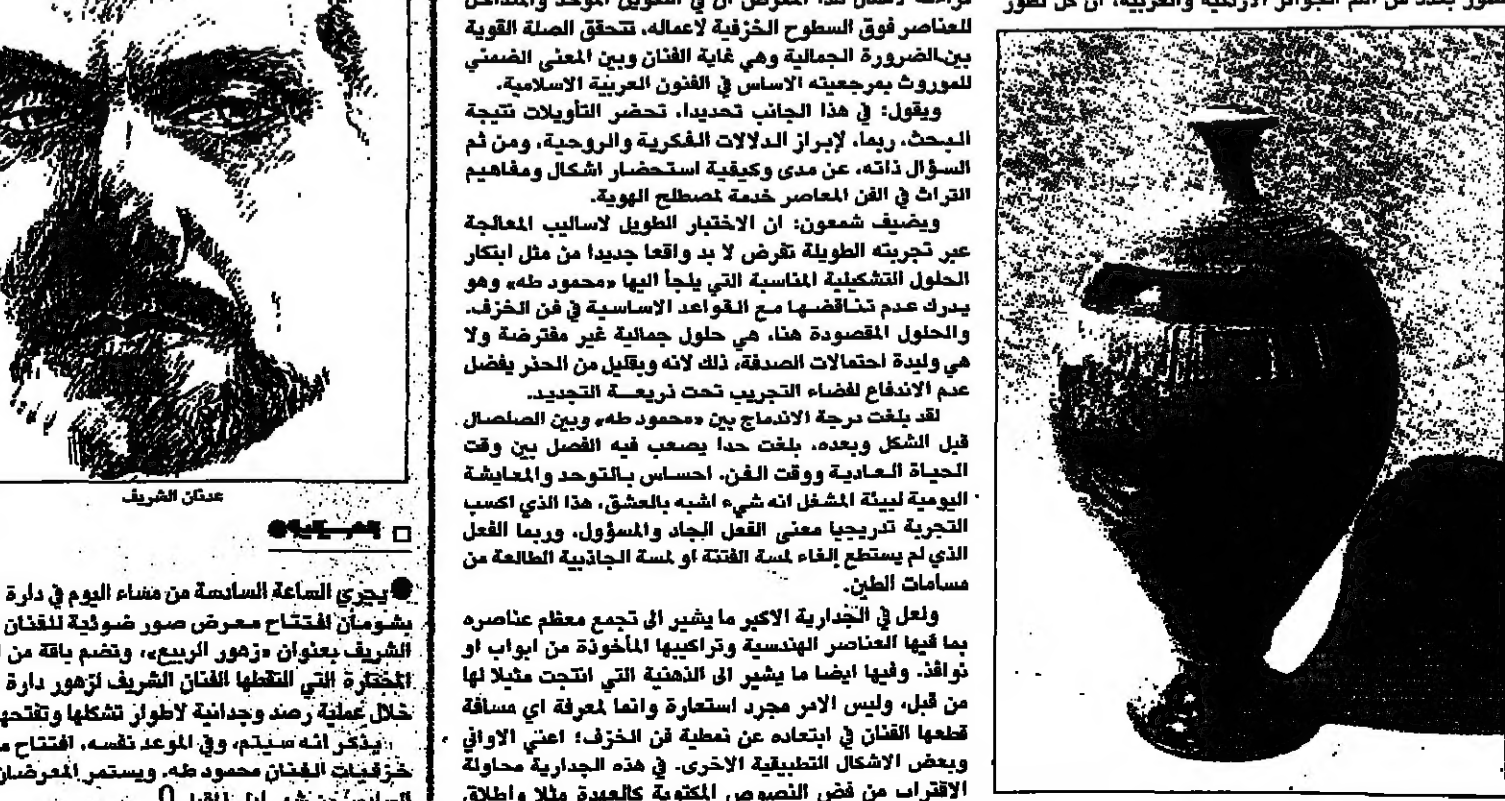 للعناصر فوق السطوح الخزفية لاعماله، تتحقق الصلة القوية
بين الضرورة الجمالية وهي غاية الفنان وبين المعنى الضمني
للموروث بمرجعيته الاساس في الفنون العربية الاسلامية.
ويقول: في هذا الجانب تحديدا، تحضر التأويلات نتيجة
البحث، ربما، لإبراز الدلالات الفكرية والروحية، ومن ثم
السؤال ذاته، عن مدى وكيفية استحضار اشكال ومفاهيم
التراث في الفن المعاصر خدمة لمصطلح الهوية.
ويضيف شمعون: ان الاختبار الطويل لاساليب المعالجة
عبر تجربته الطويلة تفرض لا بد واقعا جديدا من مثل ابتكار
الحلول التشكيلية المناسبة التي يلجأ اليها «محمود طه» وهو
يدرك عدم تناقضها مع القواعد الاساسية في فن الخزف.
والحلول المقصودة هنا، هي حلول جمالية غير مفترضة ولا
هي وليدة احتمالات الصدفة، ذلك لانه وبقليل من الحذر يفضل
عدم الاندفاع لفضاء التجريب تحت ذريعة التجديد.
لقد بلغت درجة الاندماج بين «محمود طه» وبين الصلصال
قبل الشكل وبعده، بلغت حدا يصعب فيه الفصل بين وقت
الحياة العادية ووقت الفن. احساس بالتوحد والمعايشة
اليومية لبيئة المشغل انه شيء اشبه بالعشق، هذا الذي اكسب
التجربة تدريجيا معنى الفعل الجاد والمسؤول، وربما الفعل
الذي لم يستطع إلغاء لمسة الفتنة او لمسة الجاذبية الطالعة من
مسامات الطين.
ولعل في الجدارية الاكبر ما يشير الى تجمع معظم عناصره
بما فيها العناصر الهندسية وتراكيبها المأخوذة من ابواب او
نوافذ. وفيها ايضا ما يشير الى الذهنية التي انتجت مثيلا لها
من قبل، وليس الامر مجرد استعارة وانما لمعرفة اي مسافة
قطعها الفنان في ابتعاده عن نمطية فن الخزف؛ اعني الاواني
وبعض الاشكال التطبيقية الاخرى. في هذه الجدارية محاولة
الاقتراب من فض النصوص المكتوبة كالعبدة مثلا واطلاق
عدنان الشريف
يجري الساعة السادسة من مساء اليوم في دارة
بشومان افتتاح معرض صور ضوئية للفنان
الشريف بعنوان «زهور الربيع»، وتضم باقة من
المختارة التي التقطها الفنان الشريف لزهور دارة
خلال عملية رصد وجدانية لاطوار تشكلها وتفتحه
يذكر انه سيتم، وفي الموعد نفسه، افتتاح م
خزفيات الفنان محمود طه. ويستمر المعرضان